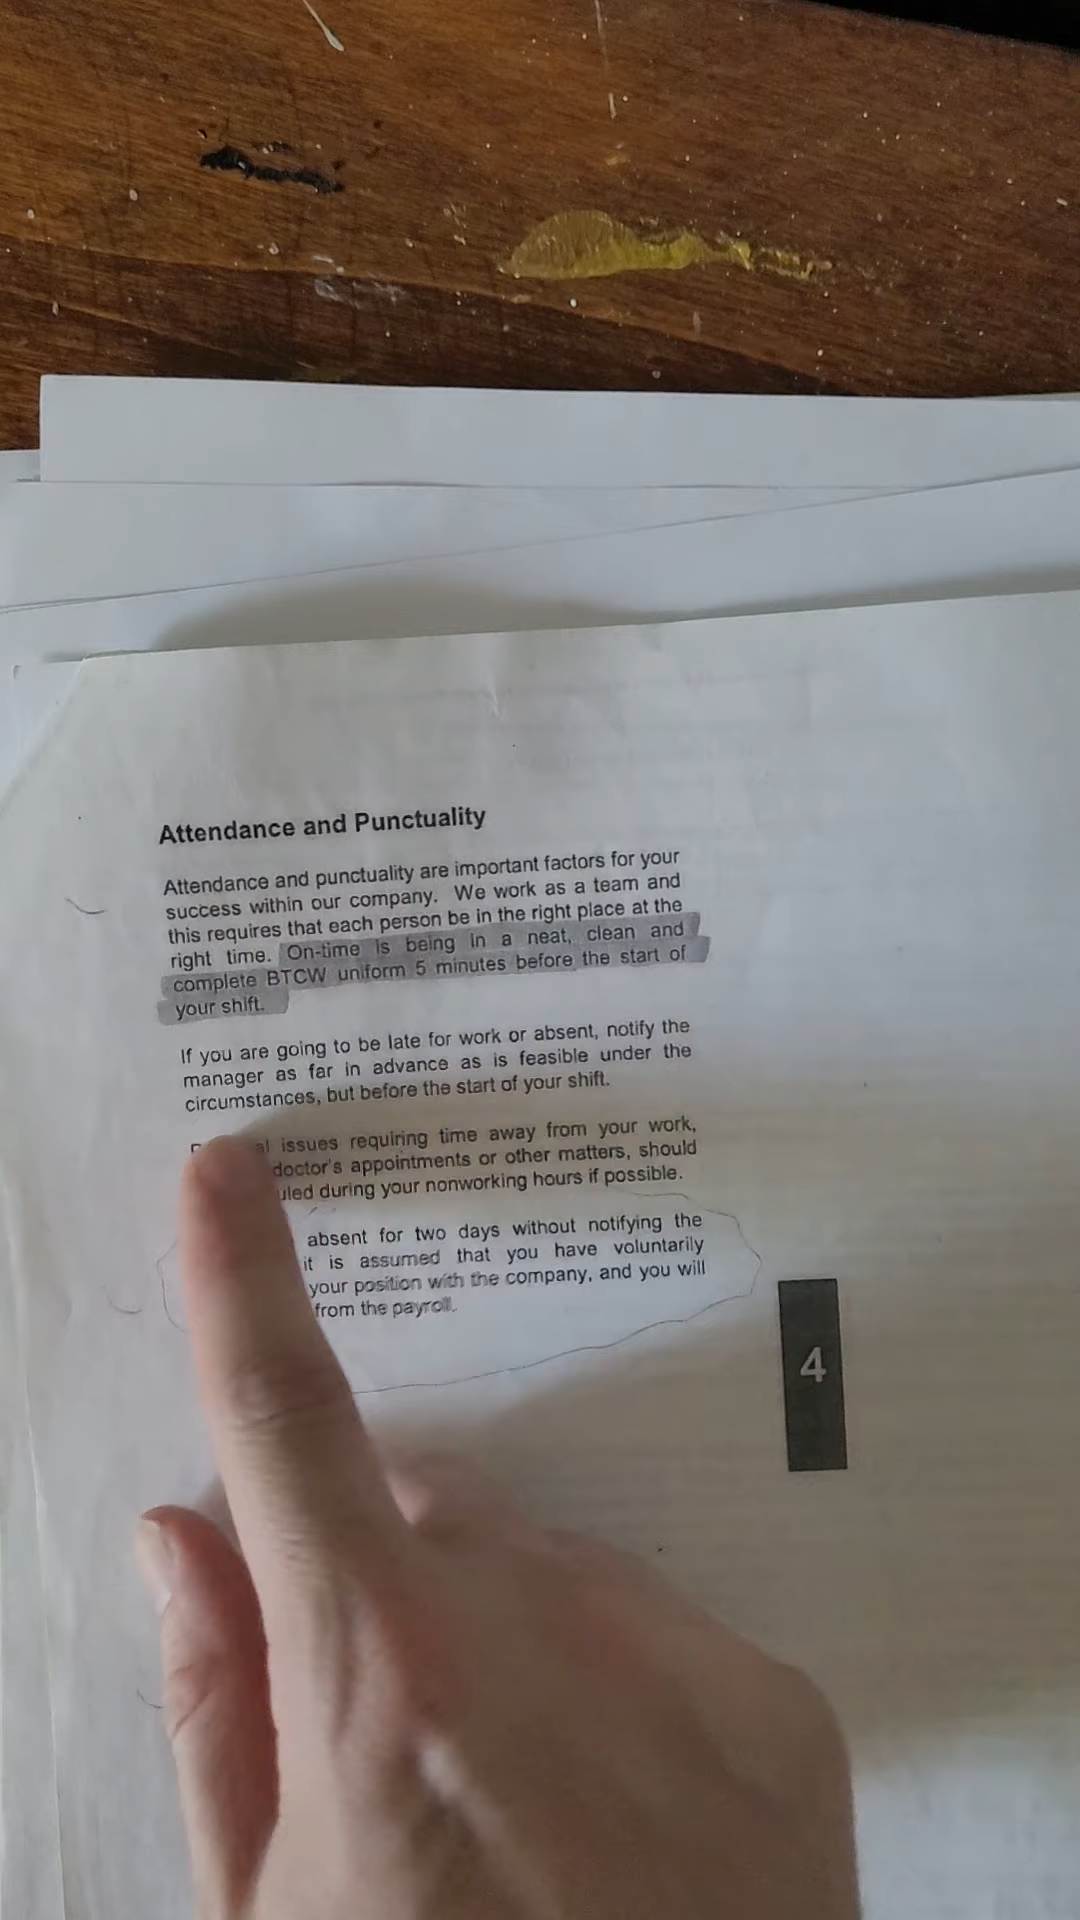 Attendance and Punctuality
Attendance and punctuality are important factors for your
success within our company. We work as a team and
this requires that each person be in the right place at the
right time. On-time is being in a neat, clean and
complete BTCW uniform 5 minutes before the start of
your shift.
If you are going to be late for work or absent, notify the
manager as far in advance as is feasible under the
circumstances, but before the start of your shift.
issues requiring time away from your work,
doctor's appointments or other matters, should
during your nonworking hours if possible.
absent for two days without notifying the
it is assumed that you have voluntarily
your position with the company, and you will
from the payroll.
4